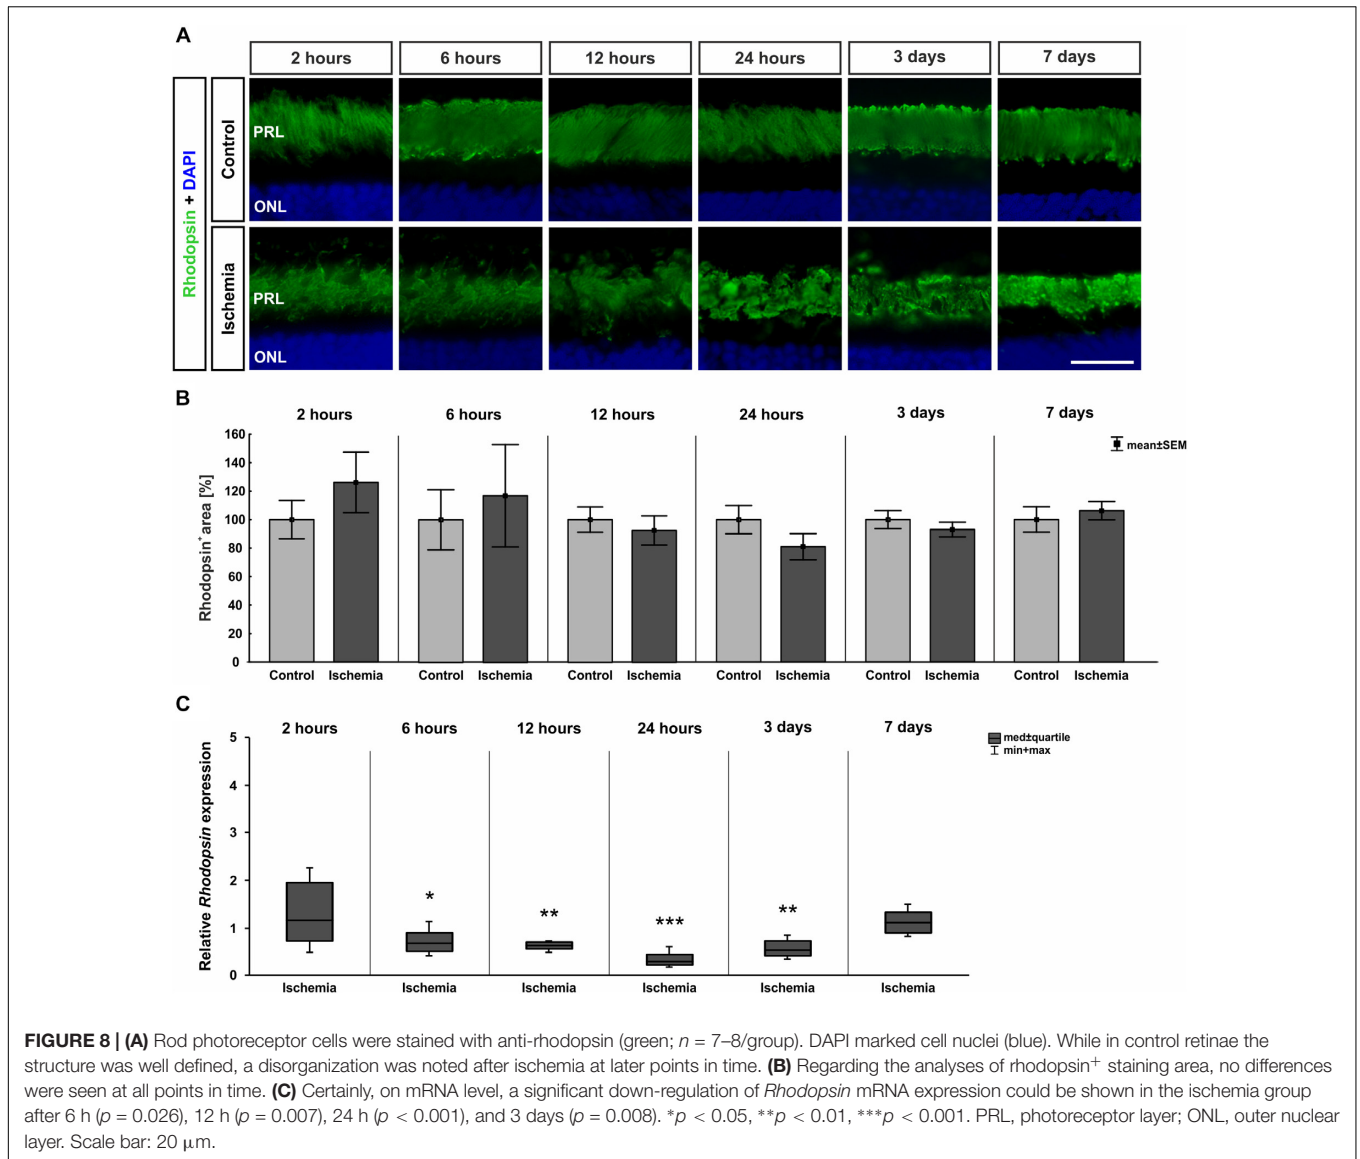 A
2 hours 6 hours 12 hours 24 hours 3 days 7 days
Rhodopsin + DAPI
Control
PRL
ONL
Ischemia
PRL
ONL
B
2 hours 6 hours 12 hours 24 hours 3 days 7 days
mean±SEM
Rhodopsin⁺ area [%]
160
140
120
100
80
60
40
20
0
Control Ischemia Control Ischemia Control Ischemia Control Ischemia Control Ischemia Control Ischemia
C
2 hours 6 hours 12 hours 24 hours 3 days 7 days
med±quartile
min+max
Relative Rhodopsin expression
5
4
3
2
1
0
* ** *** **
Ischemia Ischemia Ischemia Ischemia Ischemia Ischemia
FIGURE 8 | (A) Rod photoreceptor cells were stained with anti-rhodopsin (green; n = 7–8/group). DAPI marked cell nuclei (blue). While in control retinae the
structure was well defined, a disorganization was noted after ischemia at later points in time. (B) Regarding the analyses of rhodopsin⁺ staining area, no differences
were seen at all points in time. (C) Certainly, on mRNA level, a significant down-regulation of Rhodopsin mRNA expression could be shown in the ischemia group
after 6 h (p = 0.026), 12 h (p = 0.007), 24 h (p < 0.001), and 3 days (p = 0.008). *p < 0.05, **p < 0.01, ***p < 0.001. PRL, photoreceptor layer; ONL, outer nuclear
layer. Scale bar: 20 μm.